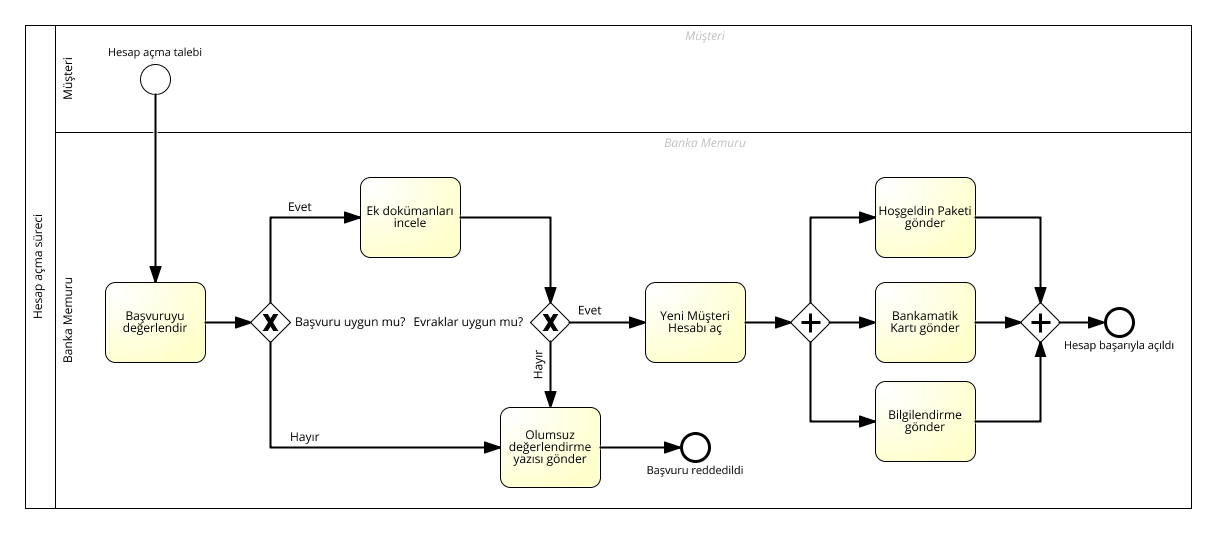 Müşteri
Hesap açma talebi
Müşteri
Banka Memuru
Hesap açma süreci
Banka Memuru
Evet
Ek dokümanları
incele
Hoşgeldin Paketi
gönder
Başvuruyu
değerlendir
Başvuru uygun mu?
Evraklar uygun mu?
Evet
Yeni Müşteri
Hesabı aç
Bankamatik
Kartı gönder
Hesap başarıyla açıldı
Hayır
Hayır
Olumsuz
değerlendirme
yazısı gönder
Başvuru reddedildi
Bilgilendirme
gönder